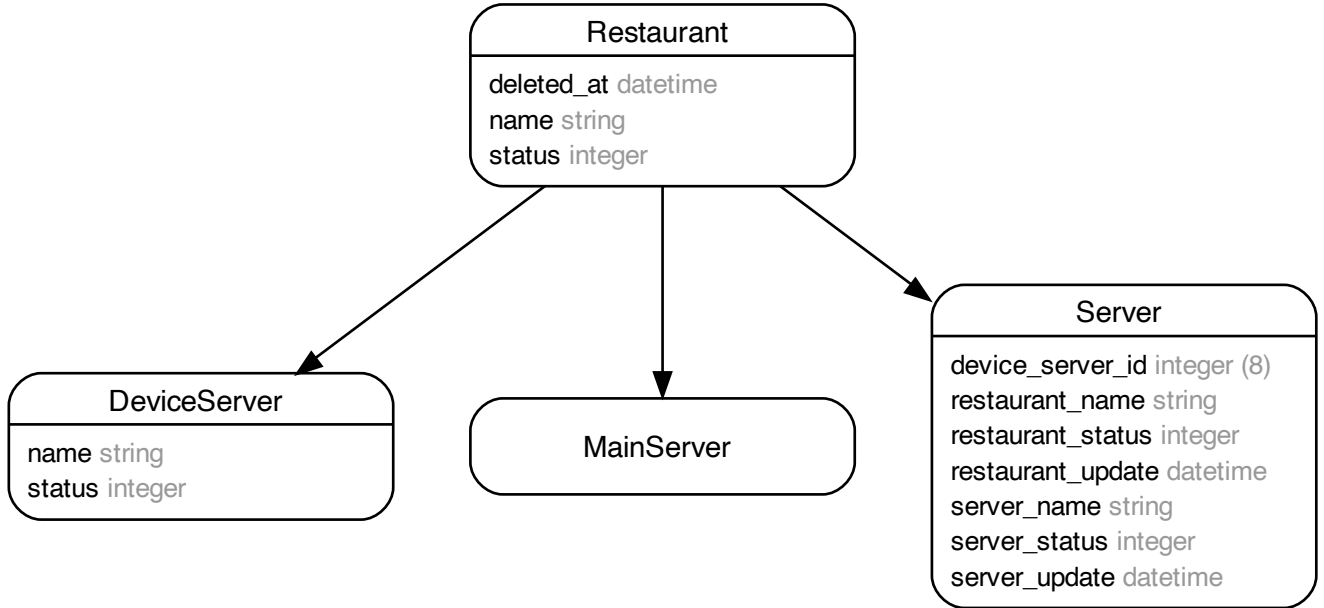 Restaurant
deleted_at datetime
name string
status integer
DeviceServer
name string
status integer
MainServer
Server
device_server_id integer (8)
restaurant_name string
restaurant_status integer
restaurant_update datetime
server_name string
server_status integer
server_update datetime